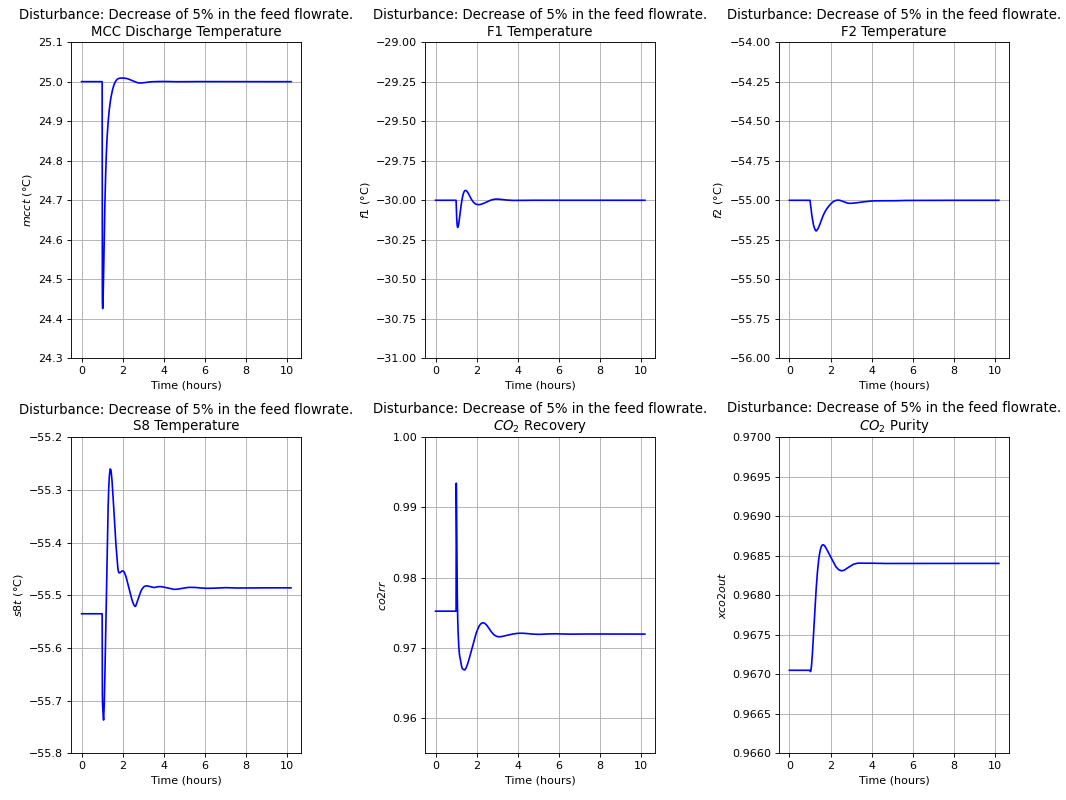 Disturbance: Decrease of 5% in the feed flowrate.
MCC Discharge Temperature
25.1
25.0
24.9
24.8
24.7
24.6
24.5
24.4
24.3
mcct (°C)
0 2 4 6 8 10
Time (hours)
Disturbance: Decrease of 5% in the feed flowrate.
F1 Temperature
−29.00
−29.25
−29.50
−29.75
−30.00
−30.25
−30.50
−30.75
−31.00
f1 (°C)
0 2 4 6 8 10
Time (hours)
Disturbance: Decrease of 5% in the feed flowrate.
F2 Temperature
−54.00
−54.25
−54.50
−54.75
−55.00
−55.25
−55.50
−55.75
−56.00
f2 (°C)
0 2 4 6 8 10
Time (hours)
Disturbance: Decrease of 5% in the feed flowrate.
S8 Temperature
−55.2
−55.3
−55.4
−55.5
−55.6
−55.7
−55.8
s8t (°C)
0 2 4 6 8 10
Time (hours)
Disturbance: Decrease of 5% in the feed flowrate.
CO₂ Recovery
1.00
0.99
0.98
0.97
0.96
co2rr
0 2 4 6 8 10
Time (hours)
Disturbance: Decrease of 5% in the feed flowrate.
CO₂ Purity
0.9700
0.9695
0.9690
0.9685
0.9680
0.9675
0.9670
0.9665
0.9660
xco2out
0 2 4 6 8 10
Time (hours)